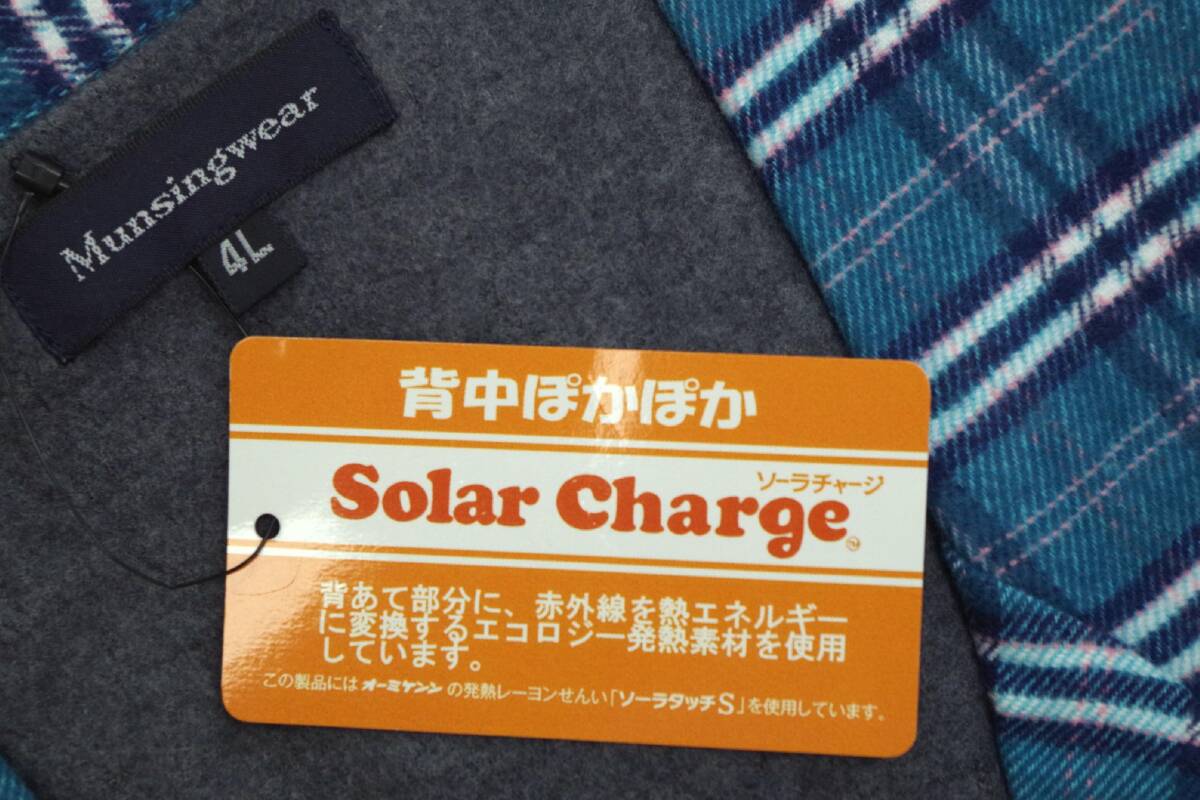 Munsingwear
4L
背中ぽかぽか
ソーラチャージ
Solar Charge
背あて部分に、赤外線を熱エネルギー
に変換するエコロジー発熱素材を使用
しています。
この製品には オーミケンシ の発熱レーヨンせんい「ソーラタッチS」を使用しています。